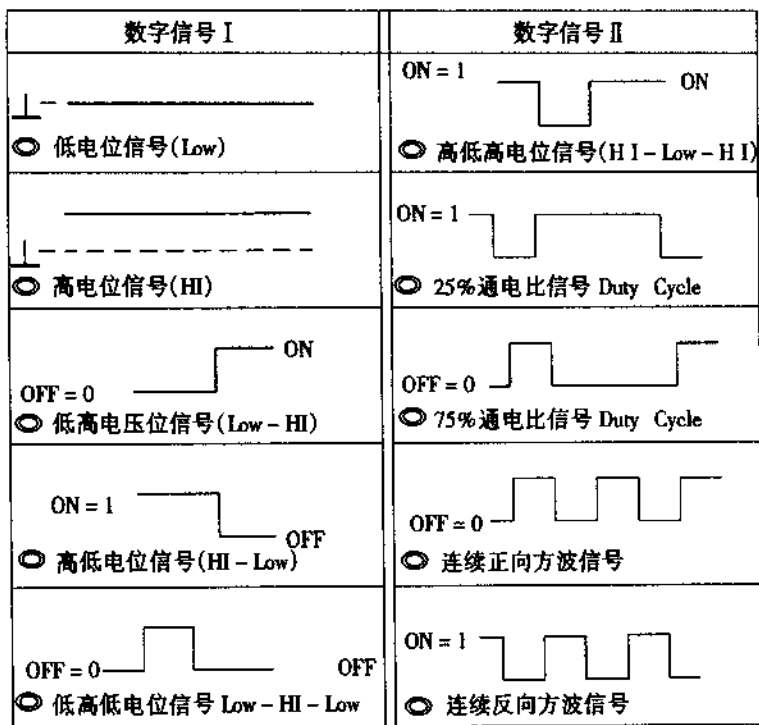 数字信号Ⅰ
数字信号Ⅱ
低电位信号(Low)
ON = 1
ON
高低高电位信号(H I - Low - H I)
高电位信号(HI)
ON = 1
25%通电比信号 Duty Cycle
ON
OFF = 0
低高电压位信号(Low - HI)
OFF = 0
75%通电比信号 Duty Cycle
ON = 1
OFF
高低电位信号(HI - Low)
OFF = 0
连续正向方波信号
OFF = 0
OFF
低高低电位信号 Low - HI - Low
ON = 1
连续反向方波信号